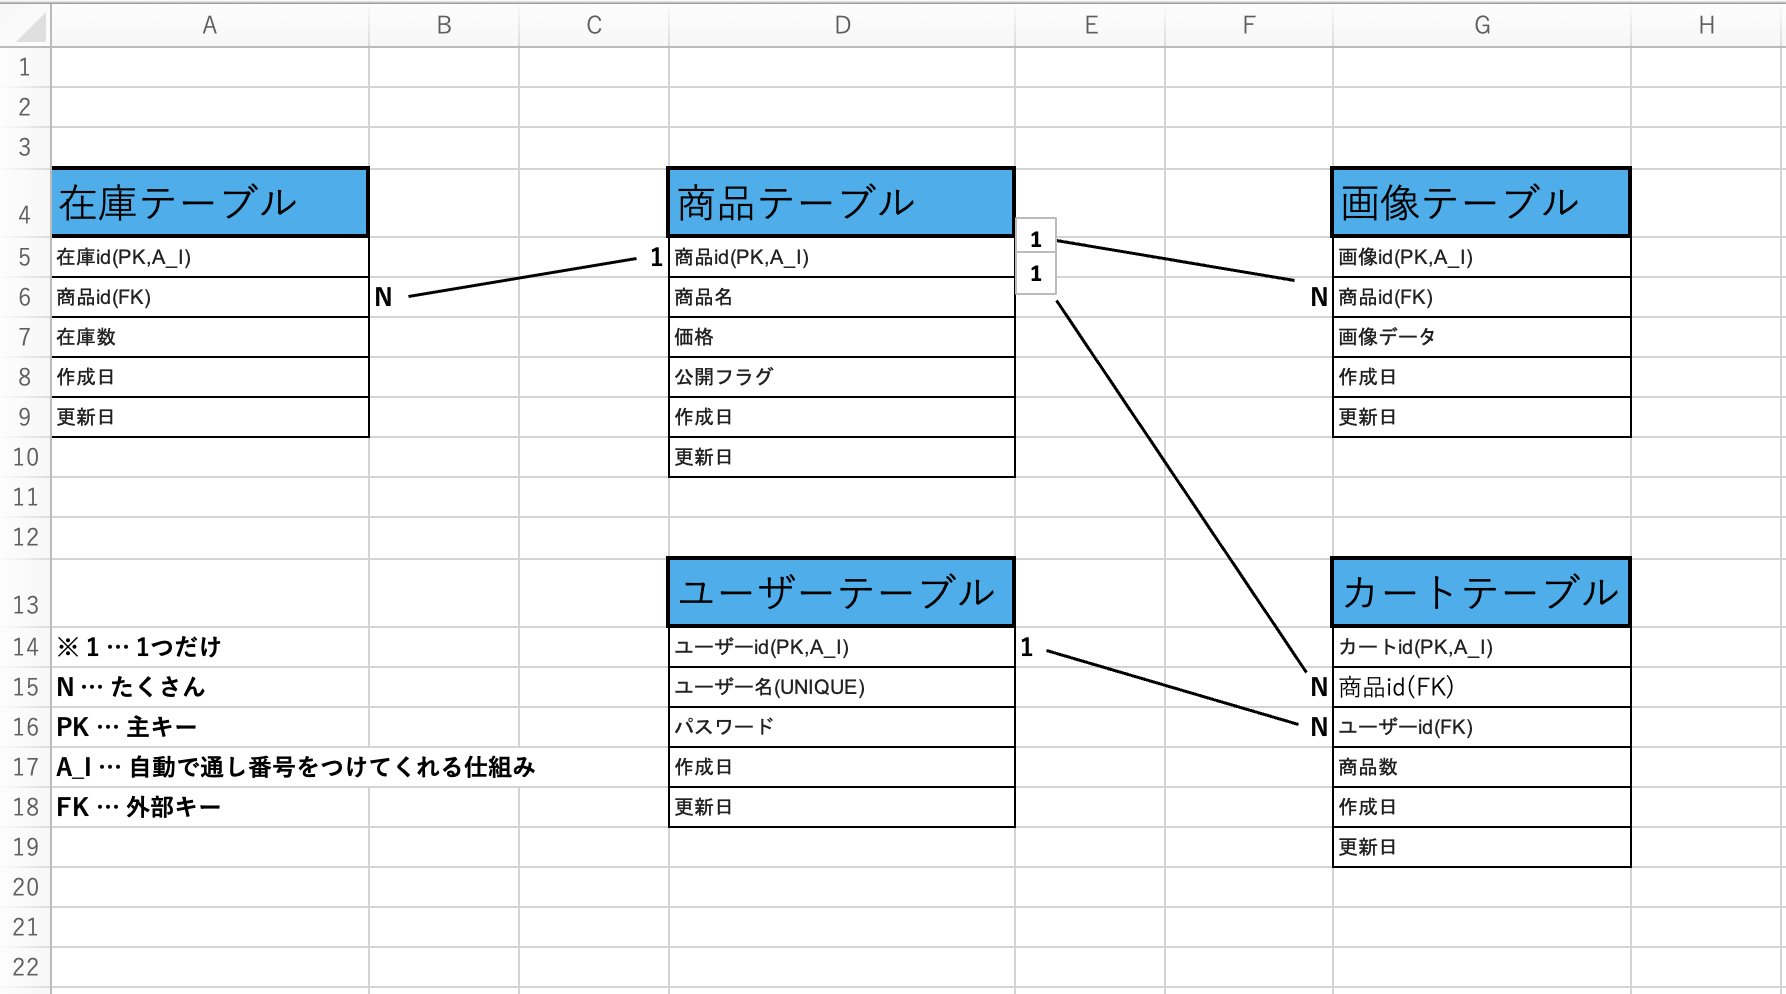 A B C D E F G H
1
2
3
4
5
6
7
8
9
10
11
12
13
14
15
16
17
18
19
20
21
22
在庫テーブル
在庫id(PK,A_I)
商品id(FK)
在庫数
作成日
更新日
N
1
商品テーブル
商品id(PK,A_I)
商品名
価格
公開フラグ
作成日
更新日
1
1
N
画像テーブル
画像id(PK,A_I)
商品id(FK)
画像データ
作成日
更新日
※ 1 … 1つだけ
N … たくさん
PK … 主キー
A_I … 自動で通し番号をつけてくれる仕組み
FK … 外部キー
ユーザーテーブル
ユーザーid(PK,A_I)
ユーザー名(UNIQUE)
パスワード
作成日
更新日
1
N
N
カートテーブル
カートid(PK,A_I)
商品id(FK)
ユーザーid(FK)
商品数
作成日
更新日